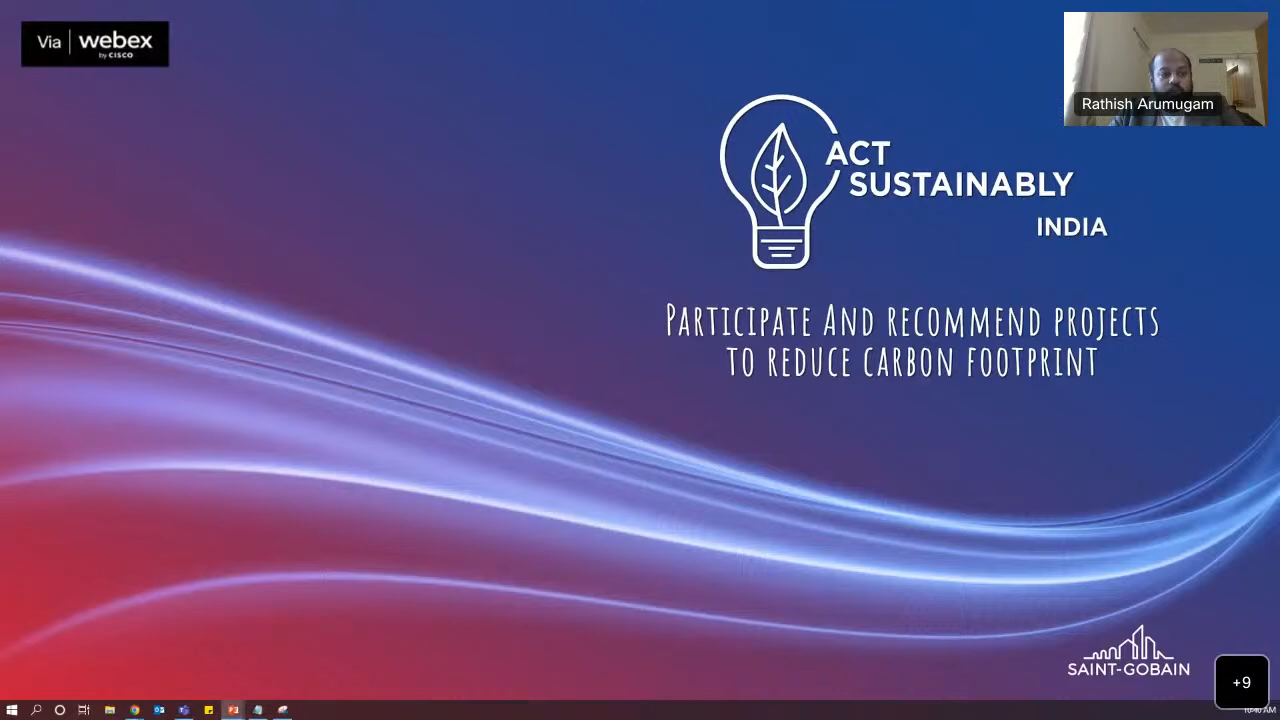 Via webex
by CISCO
Rathish Arumugam
ACT
SUSTAINABLY
INDIA
PARTICIPATE AND RECOMMEND PROJECTS
TO REDUCE CARBON FOOTPRINT
SAINT-GOBAIN
+9